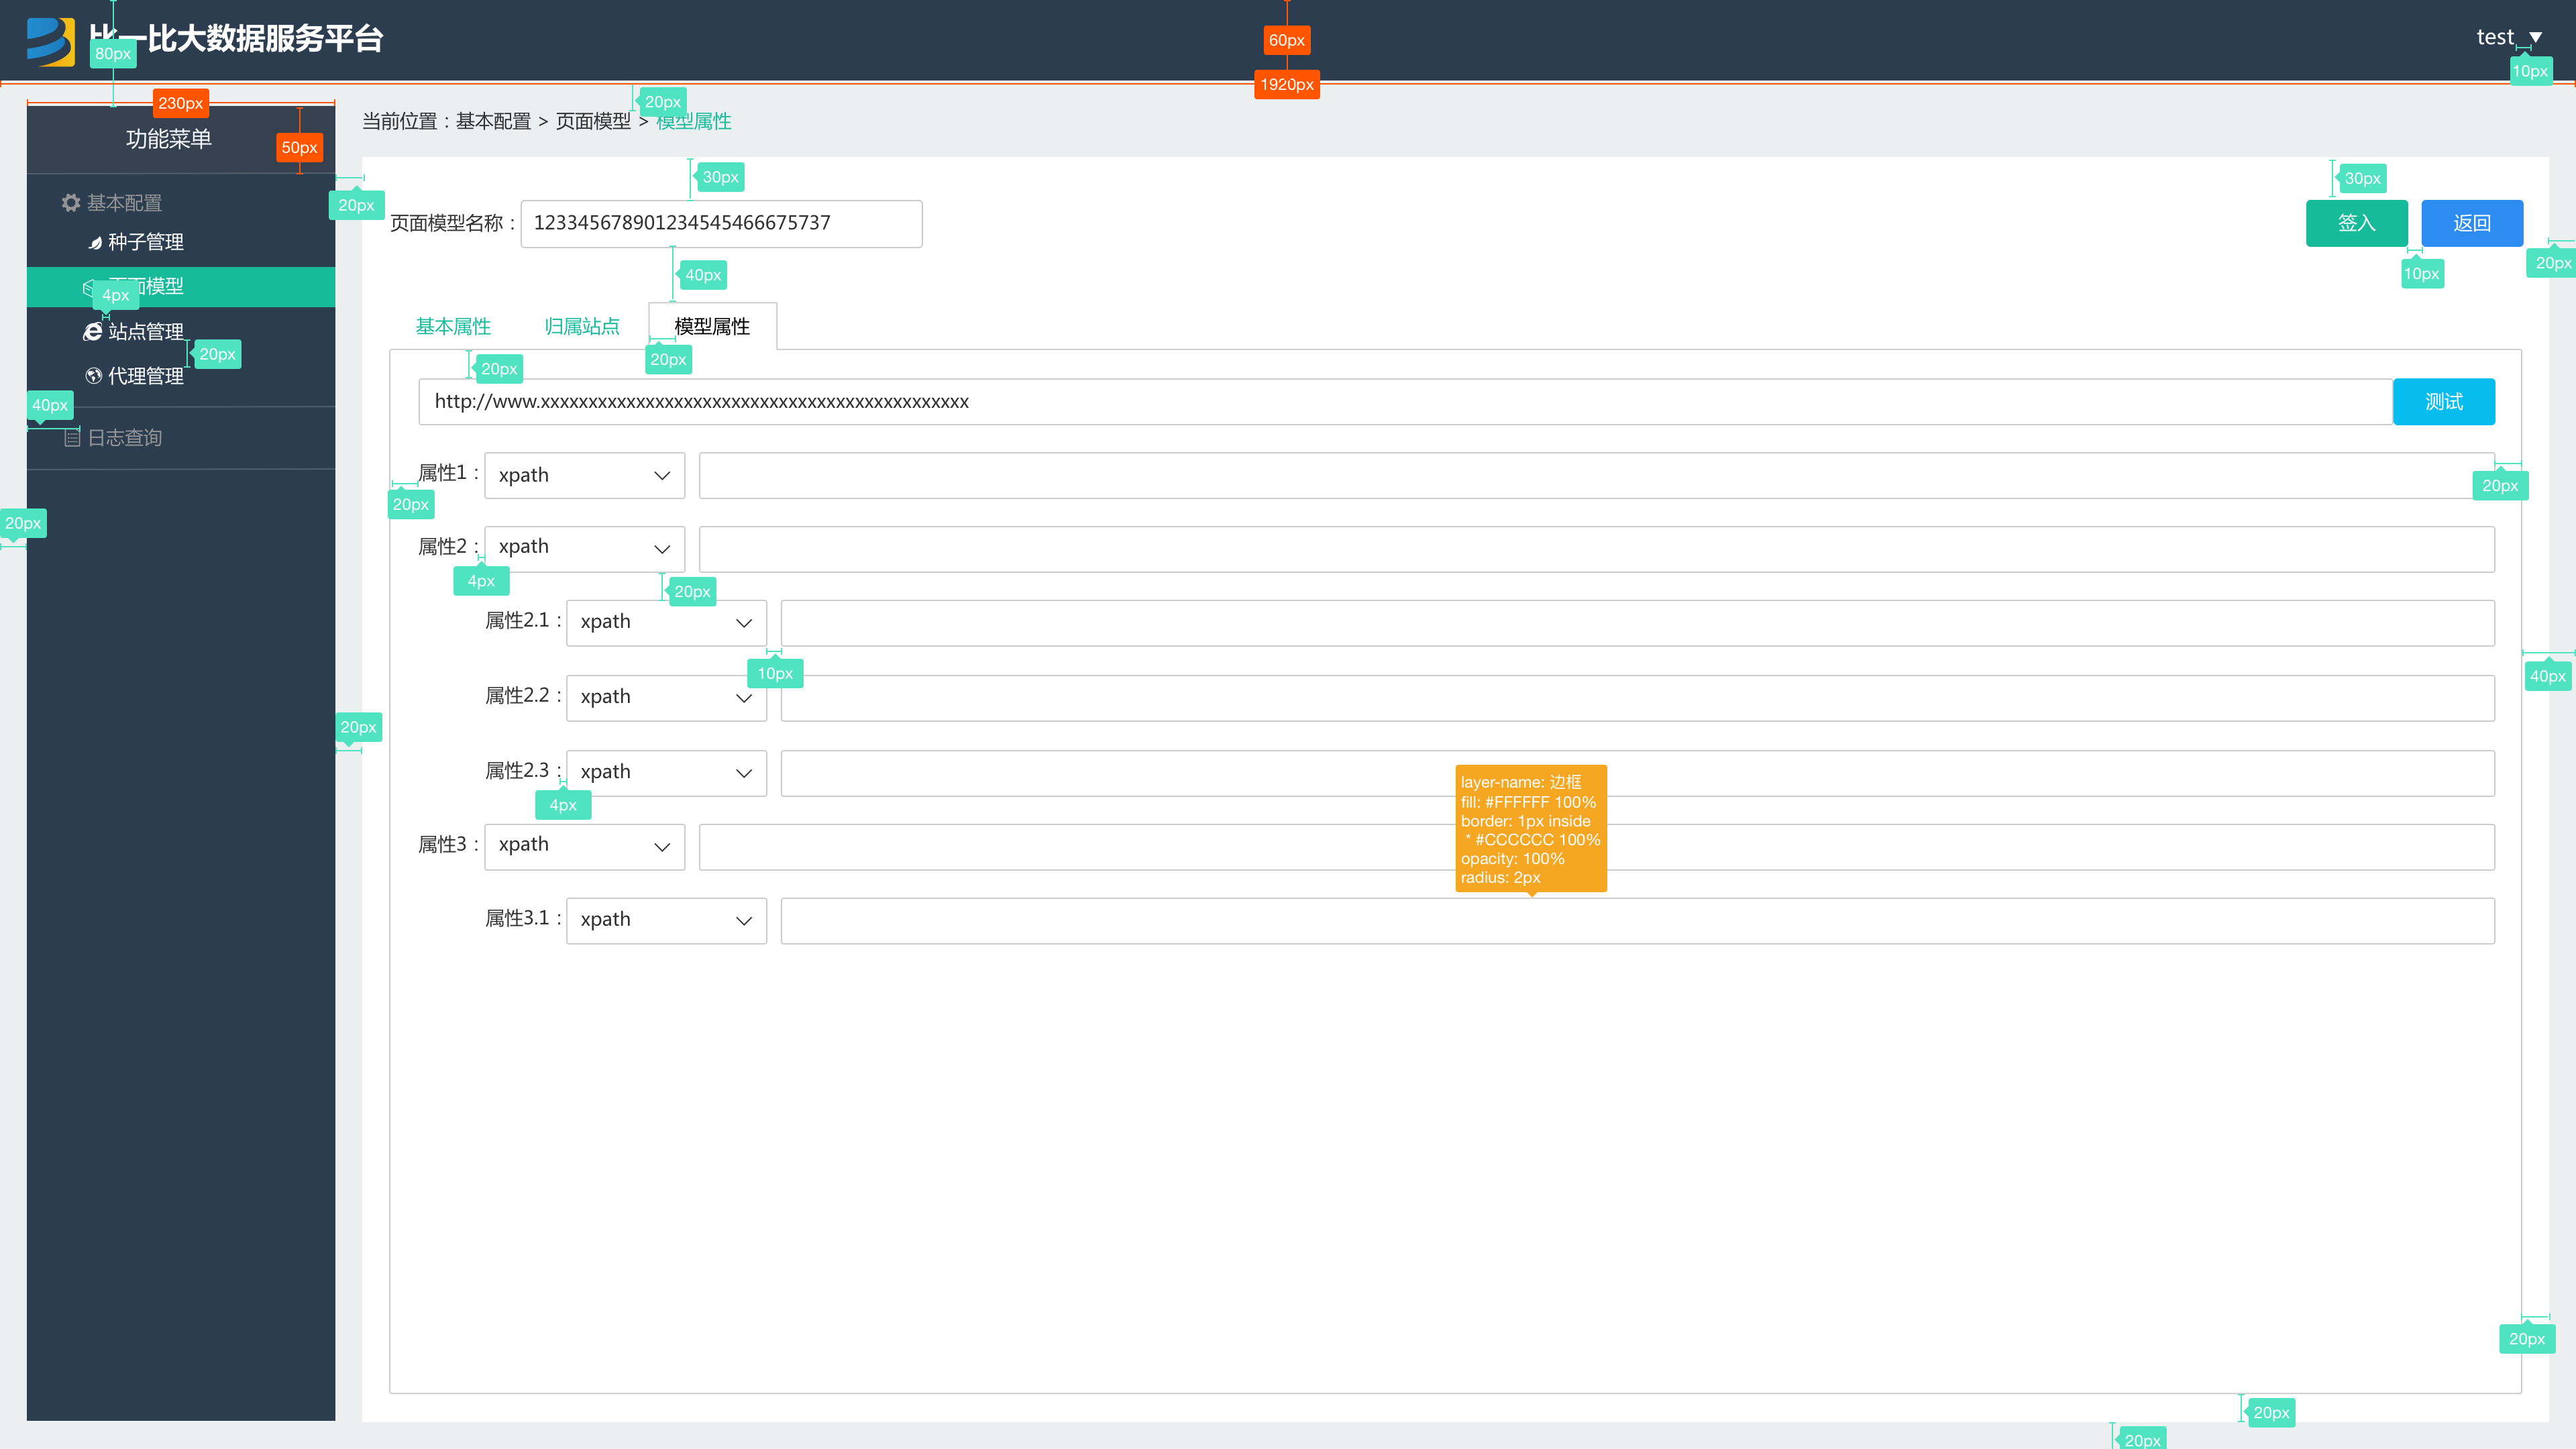 比一比大数据服务平台
80px
60px
1920px
test
10px
230px
功能菜单
50px
20px
当前位置：基本配置 > 页面模型 > 模型属性
基本配置
种子管理
页面模型
4px
站点管理
20px
代理管理
40px
日志查询
20px
20px
20px
30px
页面模型名称： 1233456789012345454666 75737
40px
30px
签入
返回
10px
20px
基本属性
归属站点
模型属性
20px
20px
http://www.xxxxxxxxxxxxxxxxxxxxxxxxxxxxxxxxxxxxxxxxxxxxx
测试
属性1： xpath
20px
20px
属性2： xpath
4px
20px
属性2.1： xpath
10px
40px
属性2.2： xpath
属性2.3： xpath
4px
layer-name: 边框
fill: #FFFFFF 100%
border: 1px inside
* #CCCCCC 100%
opacity: 100%
radius: 2px
属性3： xpath
属性3.1： xpath
20px
20px
20px